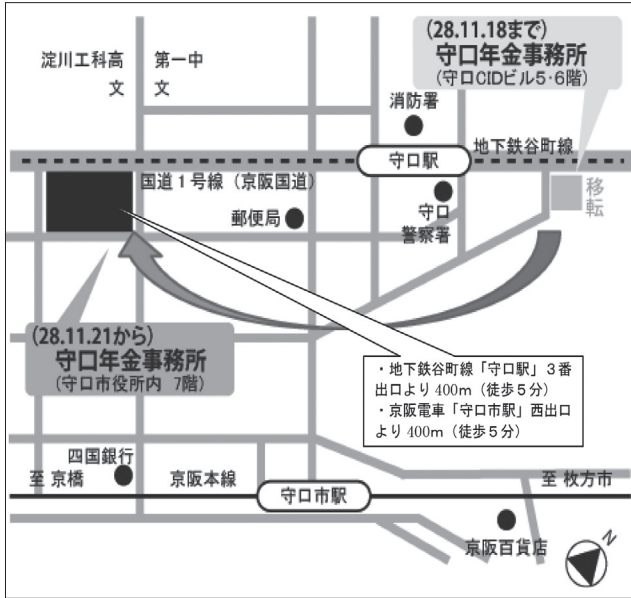 (28.11.18まで)
守口年金事務所
(守口CIDビル5・6階)
淀川工科高
文
第一中
文
消防署
地下鉄谷町線
守口駅
国道1号線(京阪国道)
移転
郵便局
守口
警察署
(28.11.21から)
守口年金事務所
(守口市役所内 7階)
・地下鉄谷町線「守口駅」3番
出口より400m(徒歩5分)
・京阪電車「守口市駅」西出口
より400m(徒歩5分)
四国銀行
至 京橋
京阪本線
守口市駅
至 枚方市
京阪百貨店
N